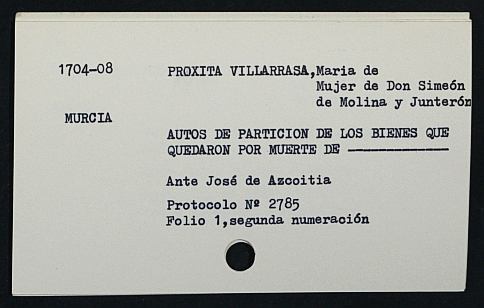 1704-08 PROXITA VILLARRASA,Maria de
Mujer de Don Simeón
de Molina y Junterón
MURCIA
AUTOS DE PARTICION DE LOS BIENES QUE
QUEDARON POR MUERTE DE —————————————
Ante José de Azcoitia
Protocolo Nº 2785
Folio 1,segunda numeración